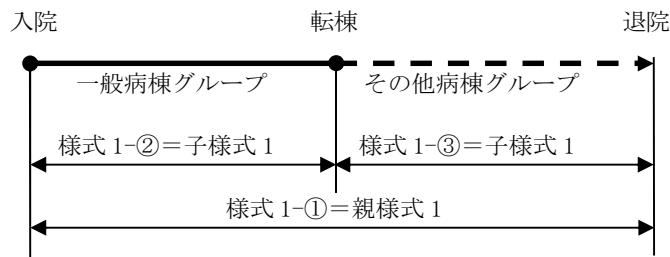 入院 転棟 退院
一般病棟グループ その他病棟グループ
様式 1-②＝子様式 1 様式 1-③＝子様式 1
様式 1-①＝親様式 1